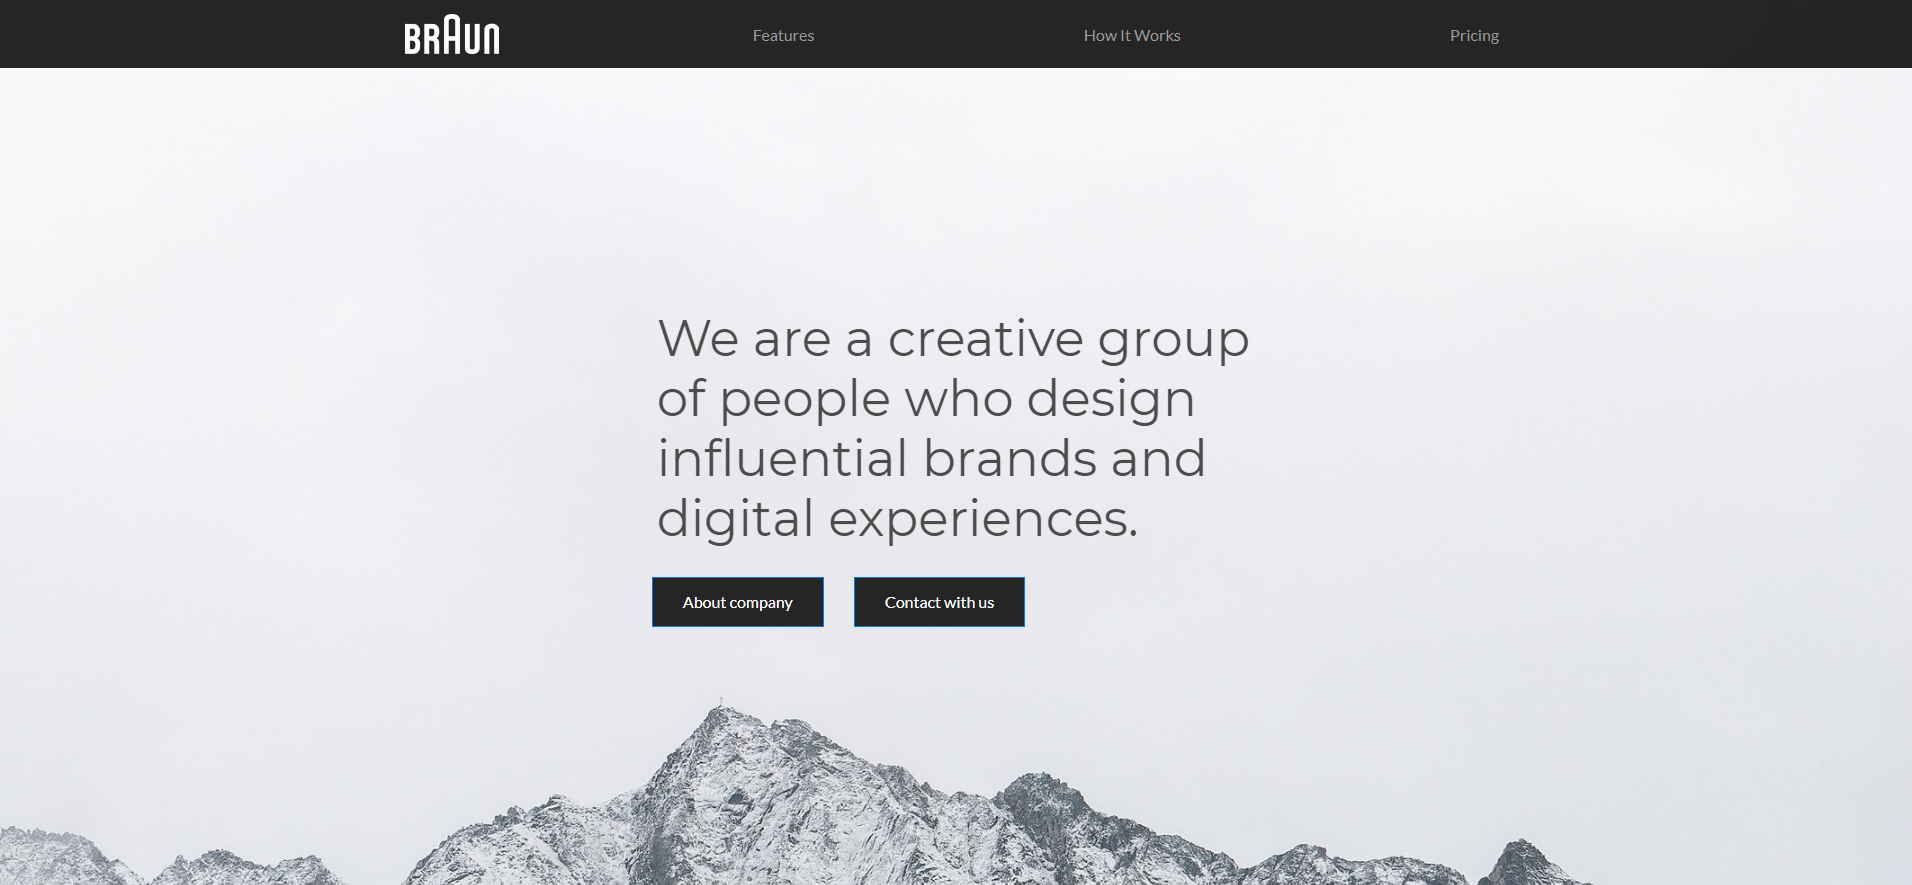 BRAUN
Features
How It Works
Pricing
We are a creative group
of people who design
influential brands and
digital experiences.
About company
Contact with us